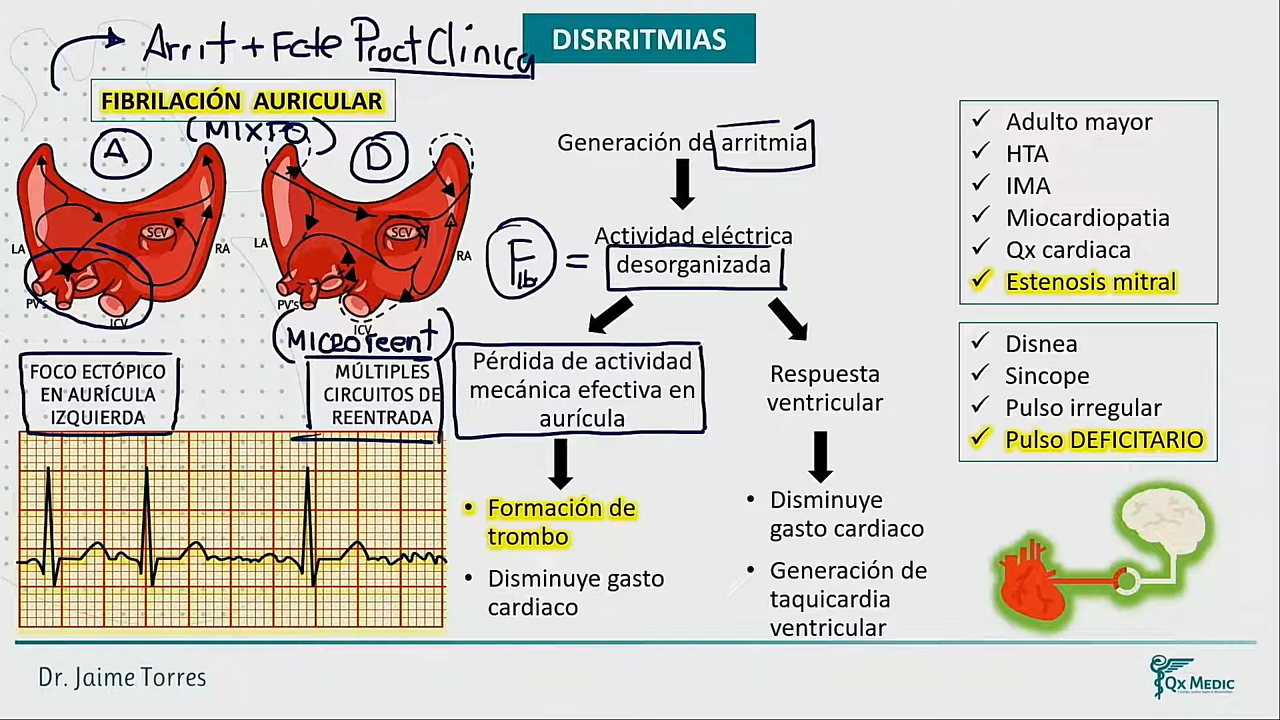 Arrit + Fcte Pract Clínica
DISRRITMIAS
FIBRILACIÓN AURICULAR
(MIXTO)
A
D
SCV
LA
RA
PV's
ICV
SCV
LA
RA
PV's
ICV
(MICROreent)
FOCO ECTÓPICO
EN AURÍCULA
IZQUIERDA
MÚLTIPLES
CIRCUITOS DE
REENTRADA
Generación de arritmia
Fib =
Actividad eléctrica
desorganizada
Pérdida de actividad
mecánica efectiva en
aurícula
• Formación de
trombo
• Disminuye gasto
cardiaco
Respuesta
ventricular
• Disminuye
gasto cardiaco
• Generación de
taquicardia
ventricular
✓ Adulto mayor
✓ HTA
✓ IMA
✓ Miocardiopatia
✓ Qx cardiaca
✓ Estenosis mitral
✓ Disnea
✓ Sincope
✓ Pulso irregular
✓ Pulso DEFICITARIO
Dr. Jaime Torres
QX MEDIC